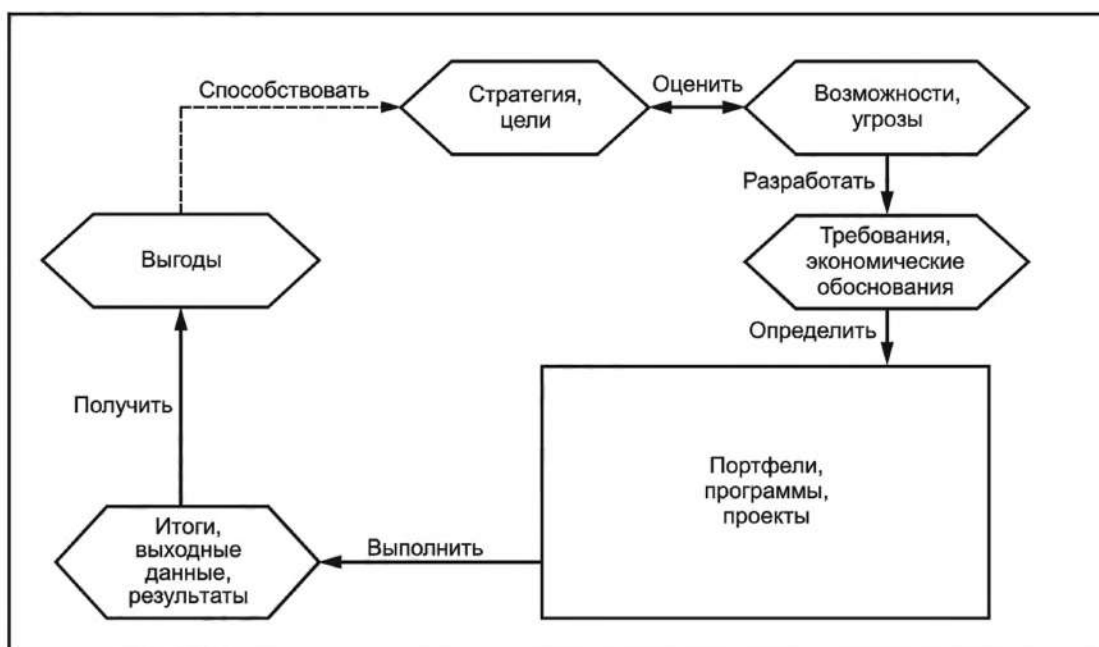 Способствовать
Стратегия,
цели
Оценить
Возможности,
угрозы
Разработать
Требования,
экономические
обоснования
Определить
Портфели,
программы,
проекты
Выполнить
Итоги,
выходные
данные,
результаты
Получить
Выгоды